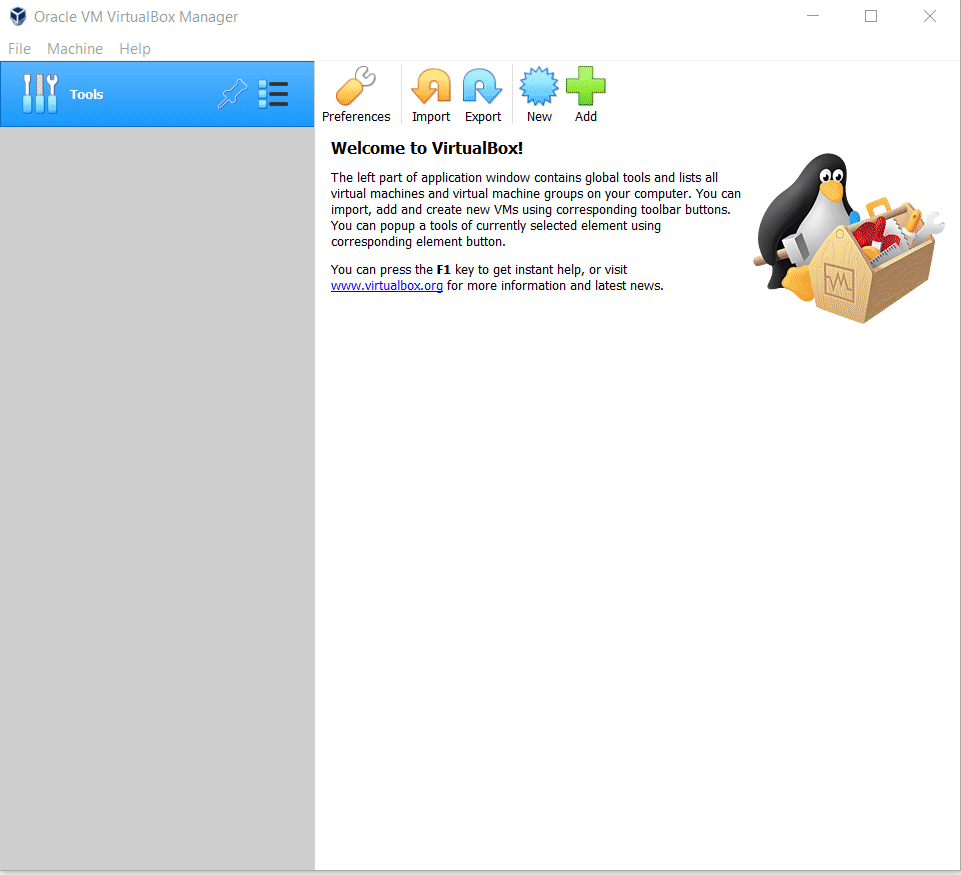 Oracle VM VirtualBox Manager
File Machine Help
Tools
Preferences Import Export New Add
Welcome to VirtualBox!
The left part of application window contains global tools and lists all
virtual machines and virtual machine groups on your computer. You can
import, add and create new VMs using corresponding toolbar buttons.
You can popup a tools of currently selected element using
corresponding element button.
You can press the F1 key to get instant help, or visit
www.virtualbox.org for more information and latest news.